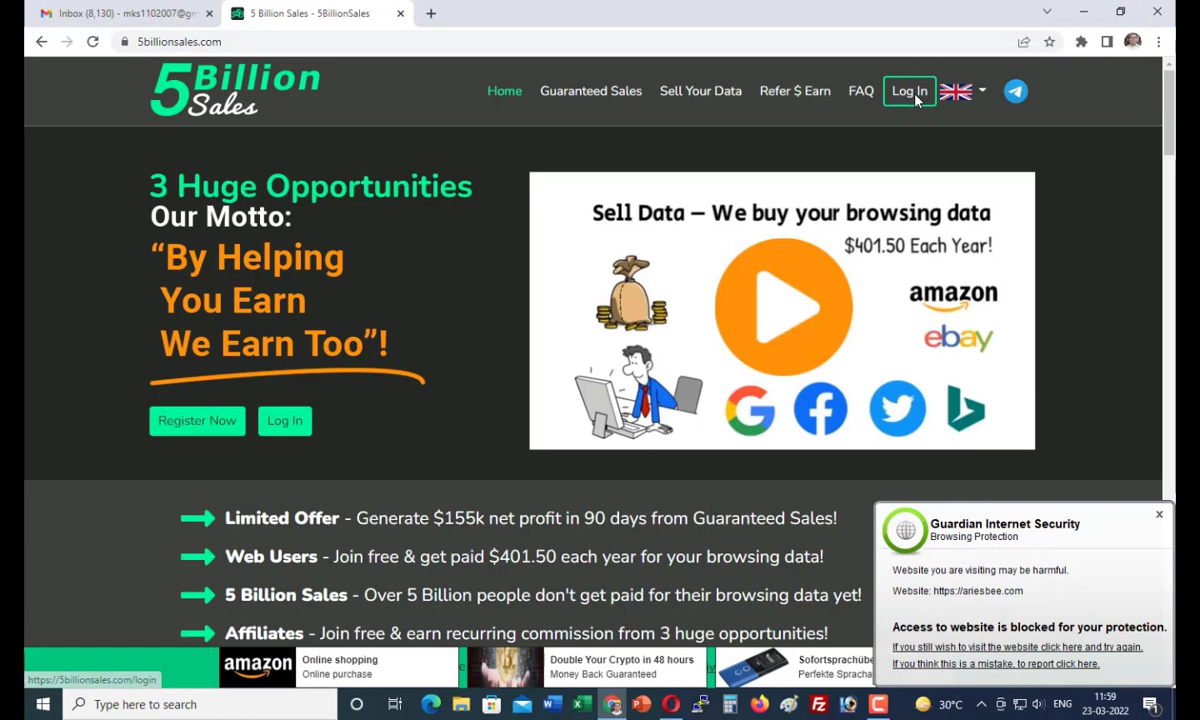 Inbox (8,130) - mks1102007@gm
5 Billion Sales - 5BillionSales
5billionsales.com
5 Billion
Sales
Home
Guaranteed Sales
Sell Your Data
Refer $ Earn
FAQ
Log In
3 Huge Opportunities
Our Motto:
“By Helping
You Earn
We Earn Too”!
Register Now
Log In
Sell Data – We buy your browsing data
$401.50 Each Year!
amazon
ebay
Limited Offer - Generate $155k net profit in 90 days from Guaranteed Sales!
Web Users - Join free & get paid $401.50 each year for your browsing data!
5 Billion Sales - Over 5 Billion people don't get paid for their browsing data yet!
Affiliates - Join free & earn recurring commission from 3 huge opportunities!
Guardian Internet Security
Browsing Protection
Website you are visiting may be harmful.
Website: https://ariesbee.com
Access to website is blocked for your protection.
If you still wish to visit the website click here and try again.
If you think this is a mistake, to report click here.
amazon
Online shopping
Online purchase
Double Your Crypto in 48 hours
Money Back Guaranteed
Sofortsprachübe
Perfekte Spracha
https://5billionsales.com/login
Type here to search
30°C
ENG
11:59
23-03-2022